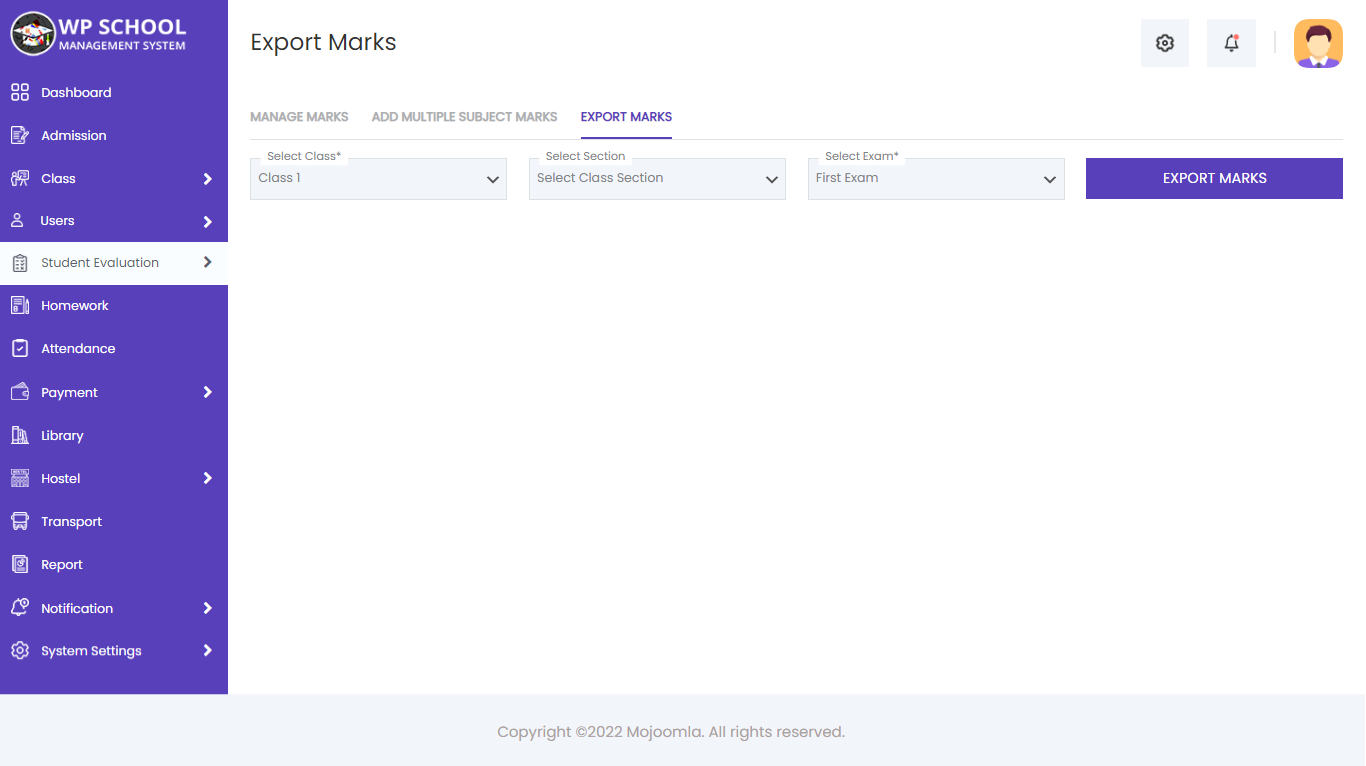 WP SCHOOL
MANAGEMENT SYSTEM
Dashboard
Admission
Class
Users
Student Evaluation
Homework
Attendance
Payment
Library
Hostel
Transport
Report
Notification
System Settings
Export Marks
MANAGE MARKS ADD MULTIPLE SUBJECT MARKS EXPORT MARKS
Select Class* Select Section Select Exam*
Class 1 Select Class Section First Exam EXPORT MARKS
Copyright ©2022 Mojoomla. All rights reserved.